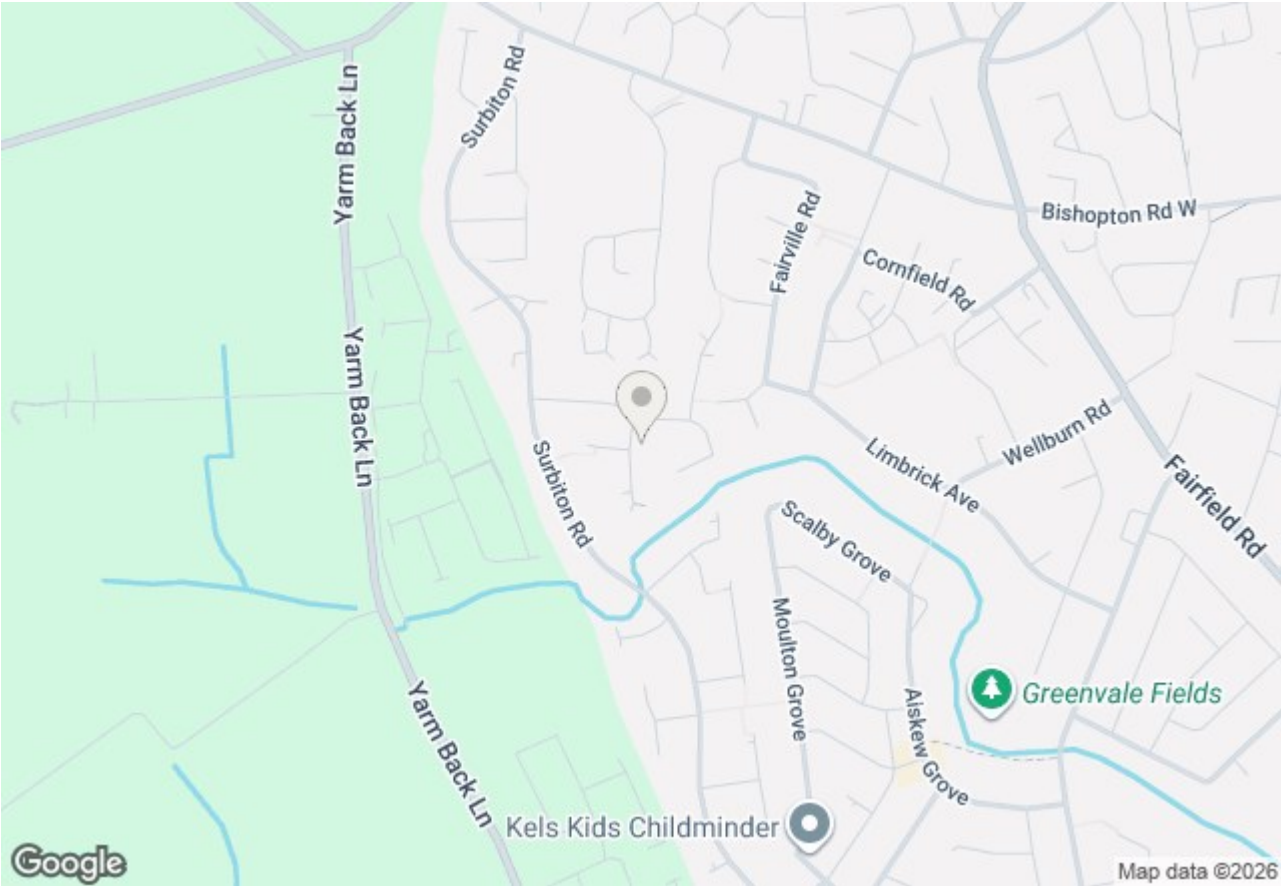 Surbiton Rd
Yarm Back Ln
Bishopton Rd W
Fairville Rd
Cornfield Rd
Yarm Back Ln
Wellburn Rd
Limbrick Ave
Fairfield Rd
Surbiton Rd
Scalby Grove
Moulton Grove
Greenvale Fields
Aiskew Grove
Yarm Back Ln
Kels Kids Childminder
Google
Map data ©2026